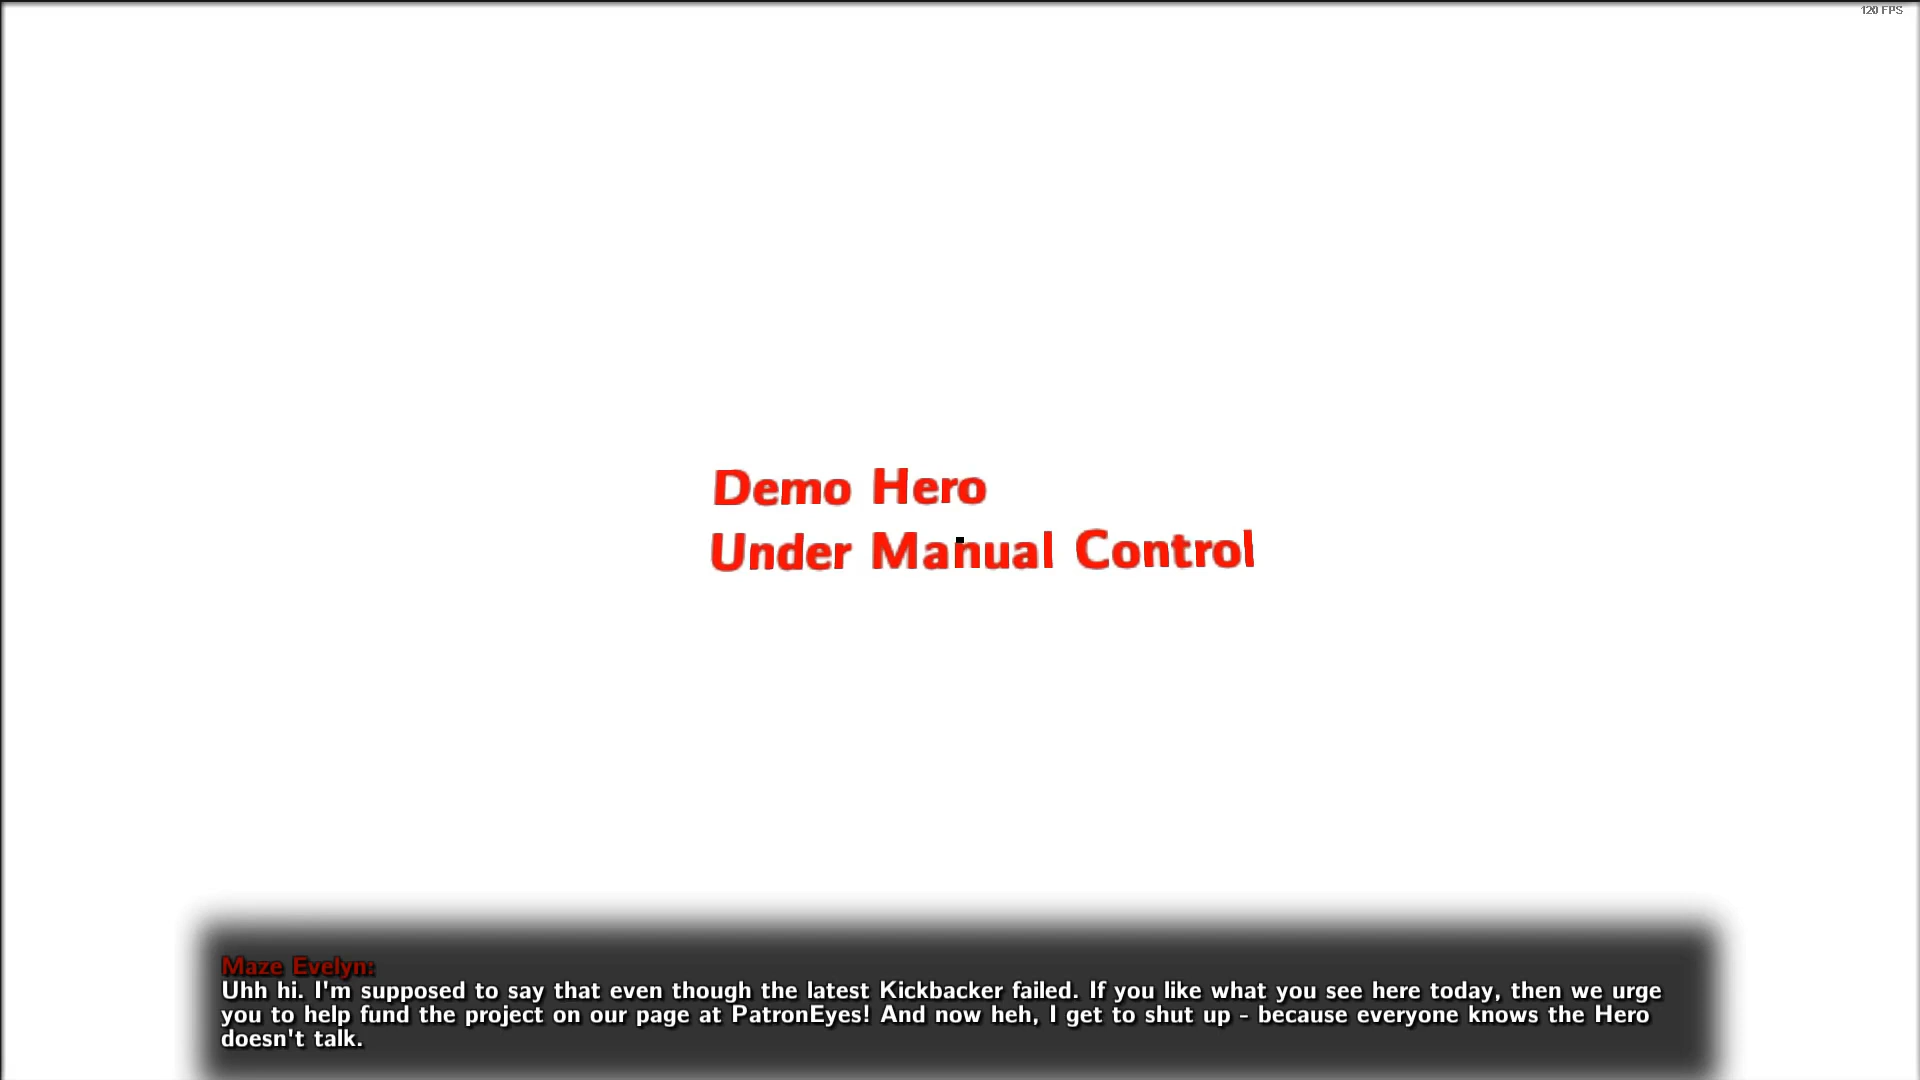 120 FPS
Demo Hero
Under Manual Control
Maze Evelyn:
Uhh hi. I'm supposed to say that even though the latest Kickbacker failed. If you like what you see here today, then we urge
you to help fund the project on our page at PatronEyes! And now heh, I get to shut up - because everyone knows the Hero
doesn't talk.